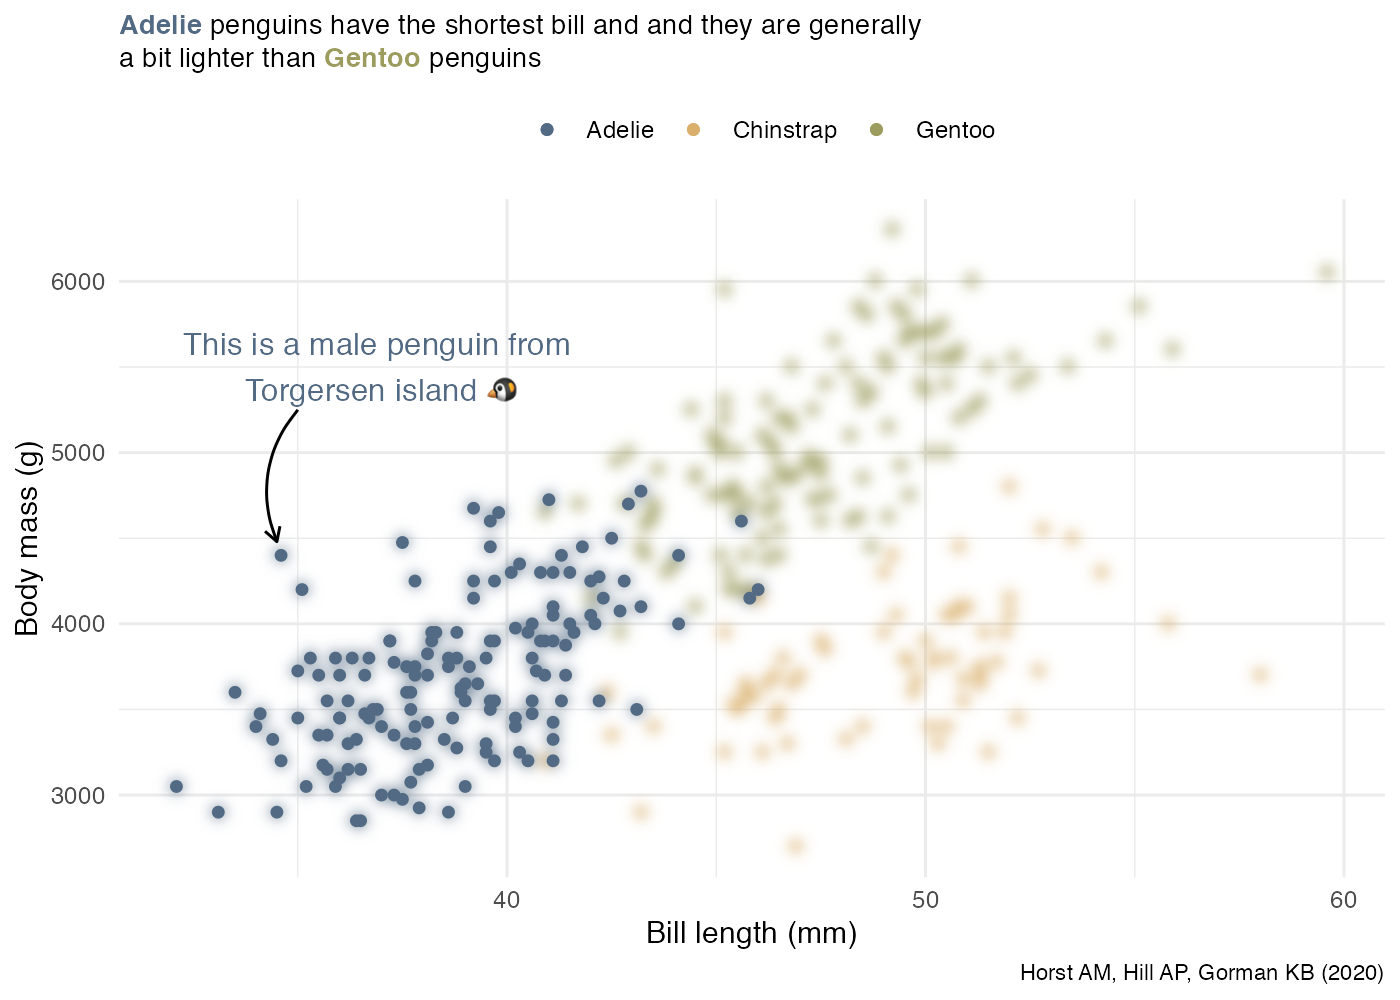 Adelie penguins have the shortest bill and and they are generally
a bit lighter than Gentoo penguins
Adelie Chinstrap Gentoo
6000
This is a male penguin from
Torgersen island 🐧
5000
Body mass (g)
4000
3000
40 50 60
Bill length (mm)
Horst AM, Hill AP, Gorman KB (2020)